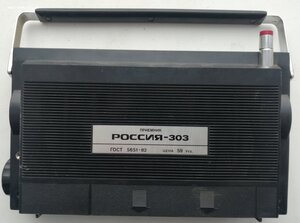 ПРИЕМНИК
РОССИЯ-303
ГОСТ 5651-82 ЦЕНА 59 РУБ.